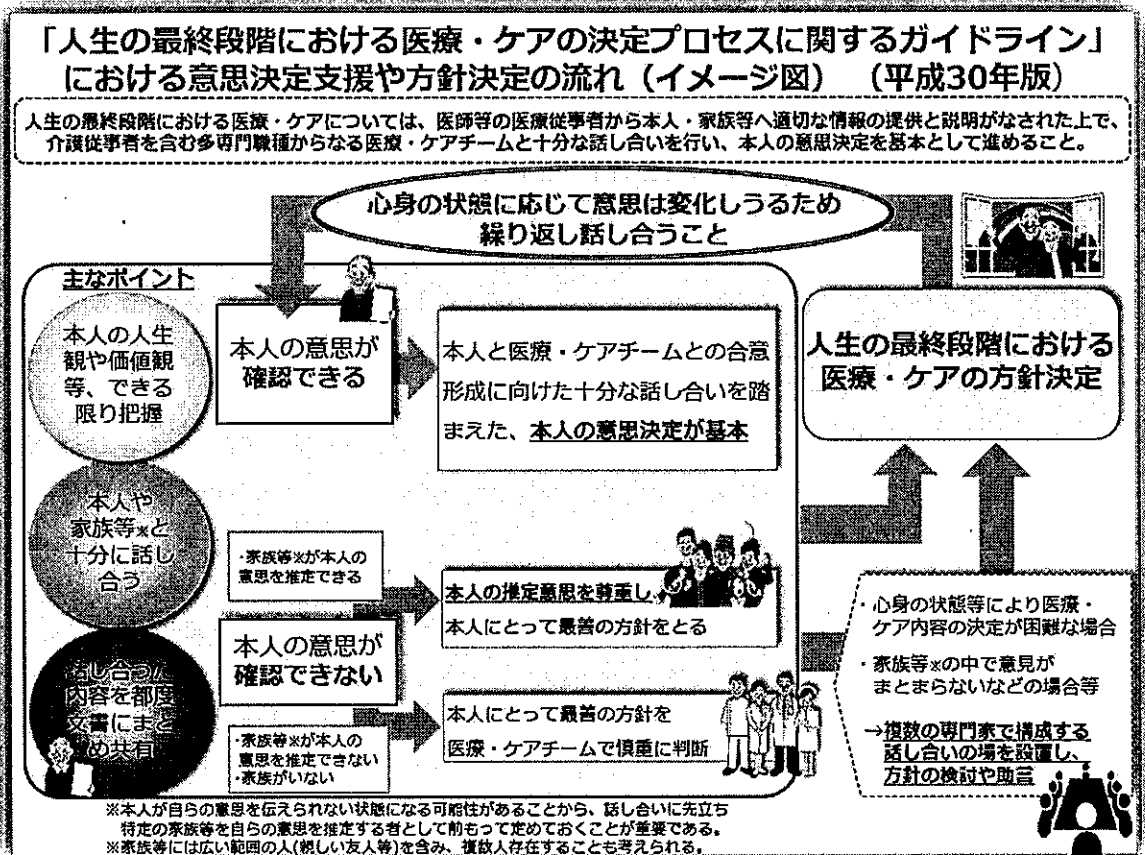 「人生の最終段階における医療・ケアの決定プロセスに関するガイドライン」
における意思決定支援や方針決定の流れ（イメージ図）　（平成30年版）
人生の最終段階における医療・ケアについては、医師等の医療従事者から本人・家族等へ適切な情報の提供と説明がなされた上で、
介護従事者を含む多専門職種からなる医療・ケアチームと十分な話し合いを行い、本人の意思決定を基本として進めること。
心身の状態に応じて意思は変化しうるため
繰り返し話し合うこと
主なポイント
本人の人生
観や価値観
等、できる
限り把握
本人や
家族等※と
十分に話し
合う
話し合った
内容を都度
文書にまと
め共有
本人の意思が
確認できる
本人と医療・ケアチームとの合意
形成に向けた十分な話し合いを踏
まえた、本人の意思決定が基本
・家族等※が本人の
意思を推定できる
本人の推定意思を尊重し、
本人にとって最善の方針をとる
本人の意思が
確認できない
・家族等※が本人の
意思を推定できない
・家族がいない
本人にとって最善の方針を
医療・ケアチームで慎重に判断
人生の最終段階における
医療・ケアの方針決定
・心身の状態等により医療・
ケア内容の決定が困難な場合
・家族等※の中で意見が
まとまらないなどの場合等
→複数の専門家で構成する
話し合いの場を設置し、
方針の検討や助言
※本人が自らの意思を伝えられない状態になる可能性があることから、話し合いに先立ち
特定の家族等を自らの意思を推定する者として前もって定めておくことが重要である。
※家族等には広い範囲の人(親しい友人等)を含み、複数人存在することも考えられる。